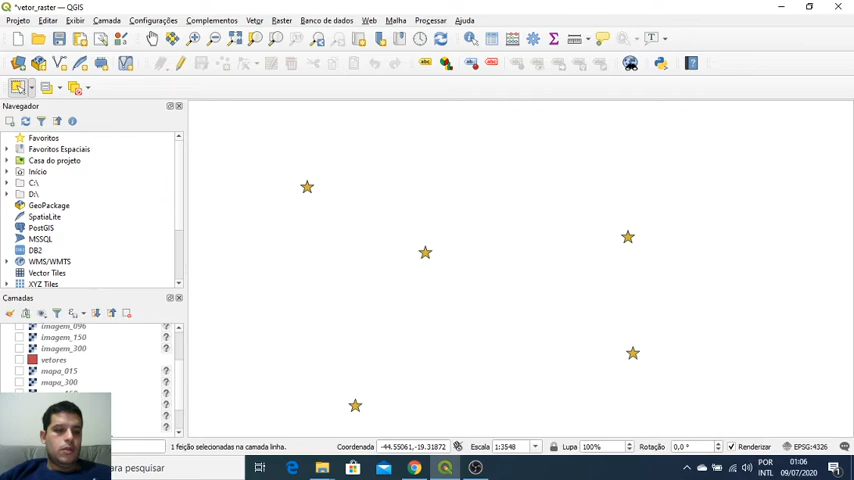 *vetor_raster — QGIS
Projeto Editar Exibir Camada Configurações Complementos Vetor Raster Banco de dados Web Malha Processar Ajuda
Navegador
Favoritos
Favoritos Espaciais
Casa do projeto
Início
C:\
D:\
GeoPackage
SpatiaLite
PostGIS
MSSQL
DB2
WMS/WMTS
Vector Tiles
XYZ Tiles
Camadas
imagem_096
imagem_150
imagem_300
vetores
mapa_015
mapa_300
1 feição selecionadas na camada linha.
Coordenada -44.55061,-19.31872 Escala 1:3548 Lupa 100% Rotação 0,0 ° Renderizar EPSG:4326
para pesquisar
POR
INTL
01:06
09/07/2020